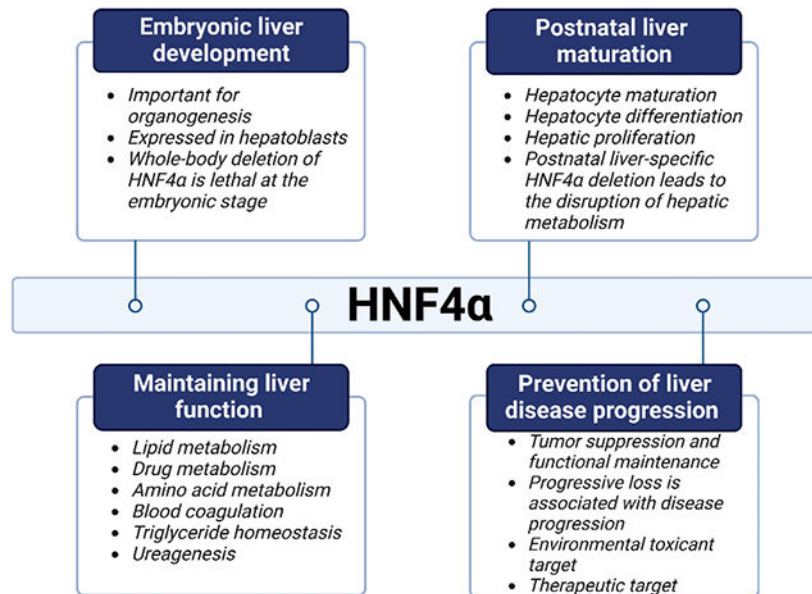 Embryonic liver
development
• Important for
organogenesis
• Expressed in hepatoblasts
• Whole-body deletion of
HNF4α is lethal at the
embryonic stage
Postnatal liver
maturation
• Hepatocyte maturation
• Hepatocyte differentiation
• Hepatic proliferation
• Postnatal liver-specific
HNF4α deletion leads to
the disruption of hepatic
metabolism
HNF4α
Maintaining liver
function
• Lipid metabolism
• Drug metabolism
• Amino acid metabolism
• Blood coagulation
• Triglyceride homeostasis
• Ureagenesis
Prevention of liver
disease progression
• Tumor suppression and
functional maintenance
• Progressive loss is
associated with disease
progression
• Environmental toxicant
target
• Therapeutic target